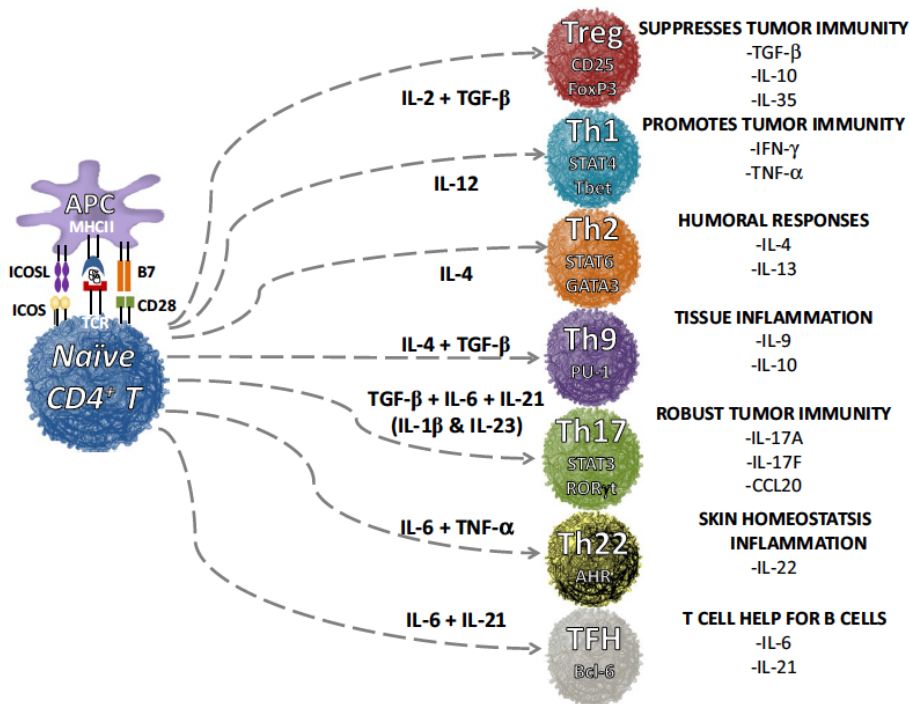 APC
MHCII
ICOSL
B7
ICOS
CD28
TCR
Naïve
CD4+ T
IL-2 + TGF-β
Treg
CD25
FoxP3
SUPPRESSES TUMOR IMMUNITY
-TGF-β
-IL-10
-IL-35
IL-12
Th1
STAT4
Tbet
PROMOTES TUMOR IMMUNITY
-IFN-γ
-TNF-α
IL-4
Th2
STAT6
GATA3
HUMORAL RESPONSES
-IL-4
-IL-13
IL-4 + TGF-β
Th9
PU-1
TISSUE INFLAMMATION
-IL-9
-IL-10
TGF-β + IL-6 + IL-21
(IL-1β & IL-23)
Th17
STAT3
RORγt
ROBUST TUMOR IMMUNITY
-IL-17A
-IL-17F
-CCL20
IL-6 + TNF-α
Th22
AHR
SKIN HOMEOSTATSIS
INFLAMMATION
-IL-22
IL-6 + IL-21
TFH
Bcl-6
T CELL HELP FOR B CELLS
-IL-6
-IL-21